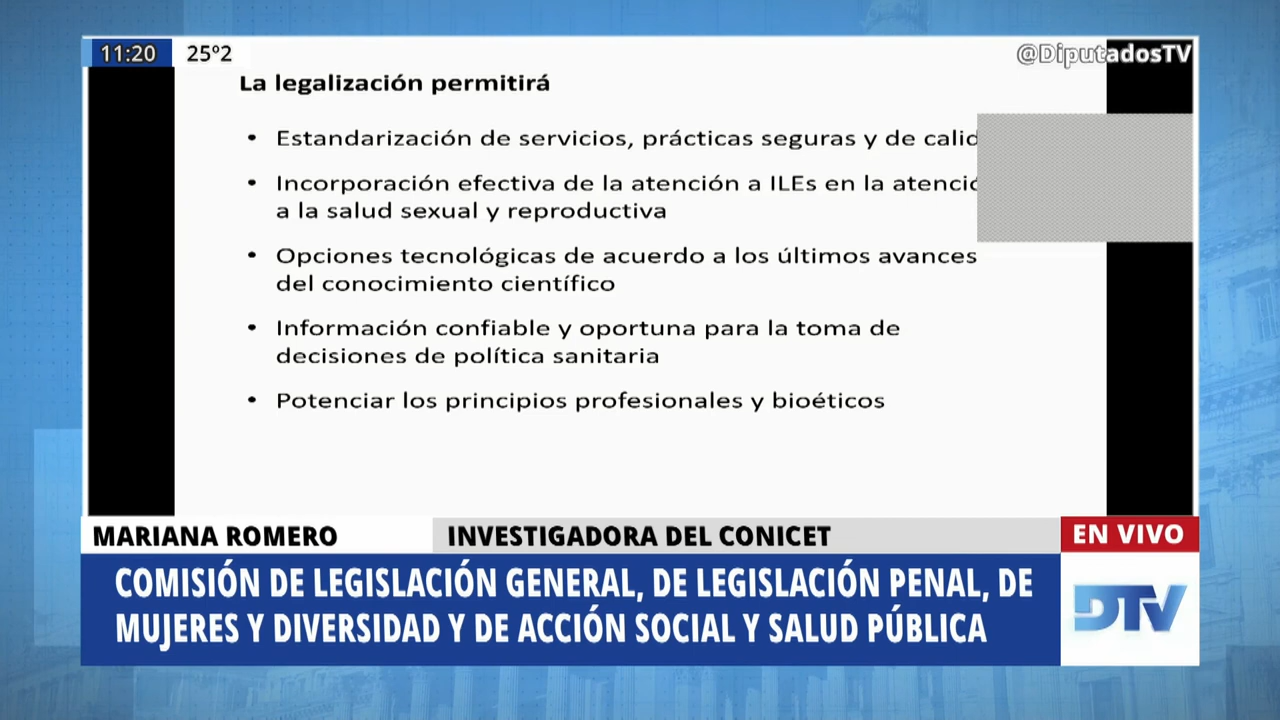 11:20 25°2
@DiputadosTV
La legalización permitirá
• Estandarización de servicios, prácticas seguras y de
• Incorporación efectiva de la atención a ILEs en la
a la salud sexual y reproductiva
• Opciones tecnológicas de acuerdo a los últimos avances
del conocimiento científico
• Información confiable y oportuna para la toma de
decisiones de política sanitaria
• Potenciar los principios profesionales y bioéticos
MARIANA ROMERO
INVESTIGADORA DEL CONICET
EN VIVO
COMISIÓN DE LEGISLACIÓN GENERAL, DE LEGISLACIÓN PENAL, DE
MUJERES Y DIVERSIDAD Y DE ACCIÓN SOCIAL Y SALUD PÚBLICA
DTV